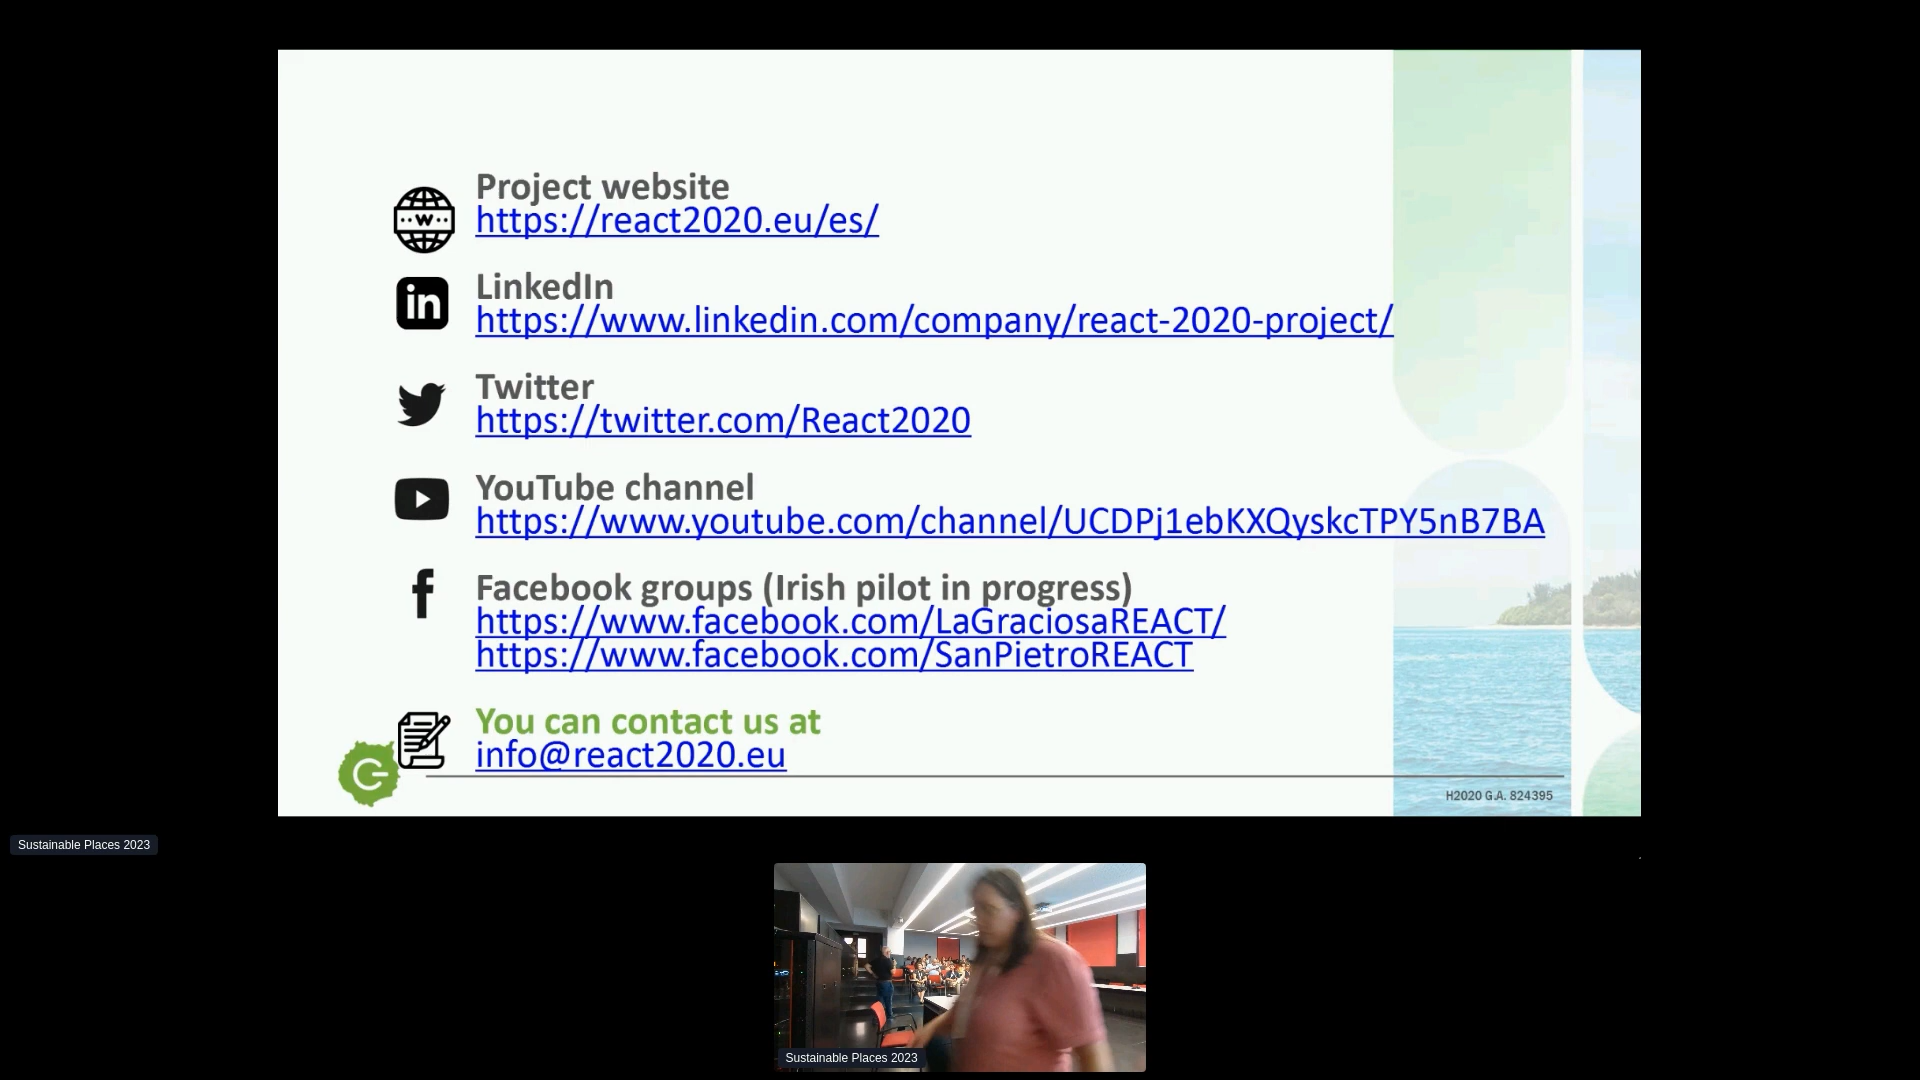 Project website
https://react2020.eu/es/
LinkedIn
https://www.linkedin.com/company/react-2020-project/
Twitter
https://twitter.com/React2020
YouTube channel
https://www.youtube.com/channel/UCDPj1ebKXQyskcTPY5nB7BA
Facebook groups (Irish pilot in progress)
https://www.facebook.com/LaGraciosaREACT/
https://www.facebook.com/SanPietroREACT
You can contact us at
info@react2020.eu
H2020 G.A. 824395
Sustainable Places 2023
Sustainable Places 2023